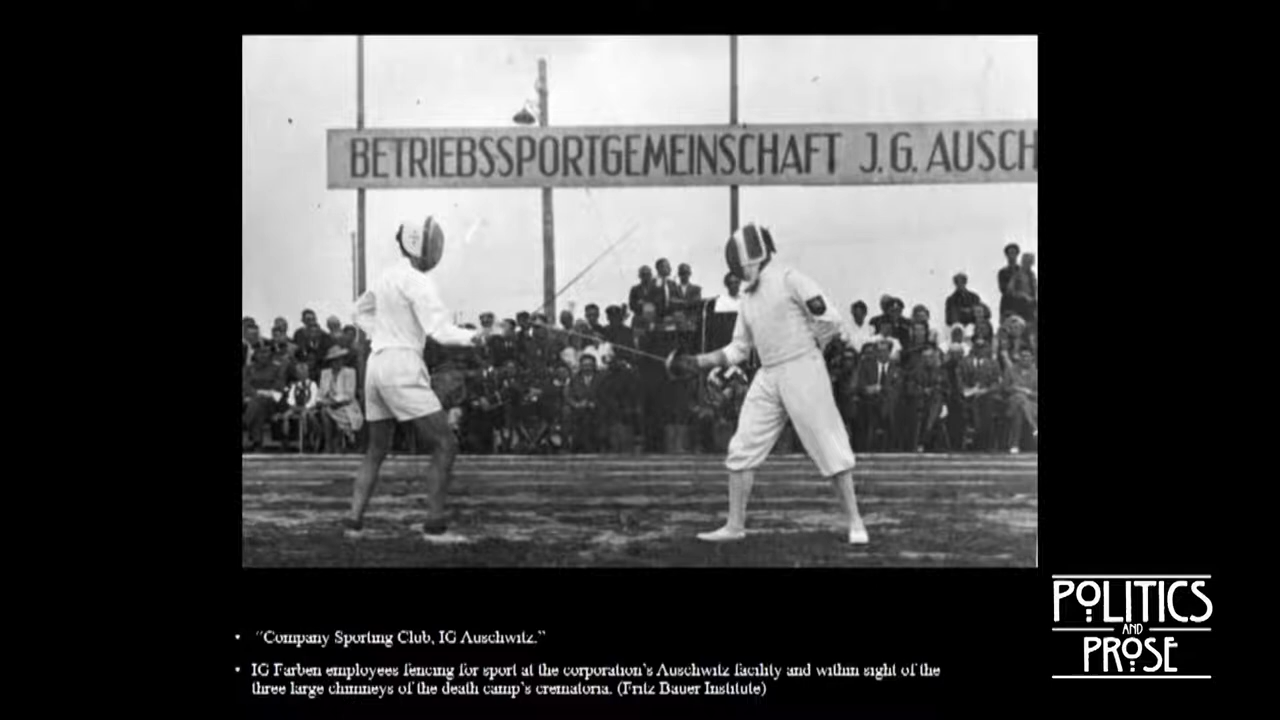 BETRIEBSSPORTGEMEINSCHAFT J.G. AUSCH
• "Company Sporting Club, IG Auschwitz."
• IG Farben employees fencing for sport at the corporation's Auschwitz facility and within sight of the
three large chimneys of the death camp's crematoria. (Fritz Bauer Institute)
POLITICS
AND
PROSE